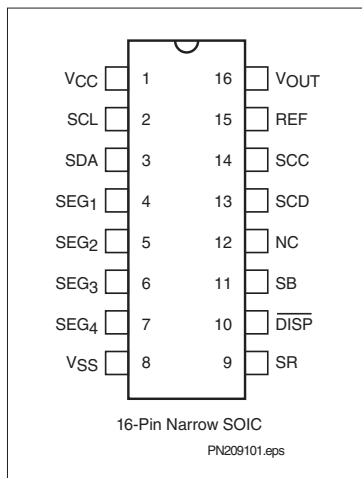 VCC 1 16 VOUT
SCL 2 15 REF
SDA 3 14 SCC
SEG1 4 13 SCD
SEG2 5 12 NC
SEG3 6 11 SB
SEG4 7 10 DISP
VSS 8 9 SR
16-Pin Narrow SOIC
PN209101.eps